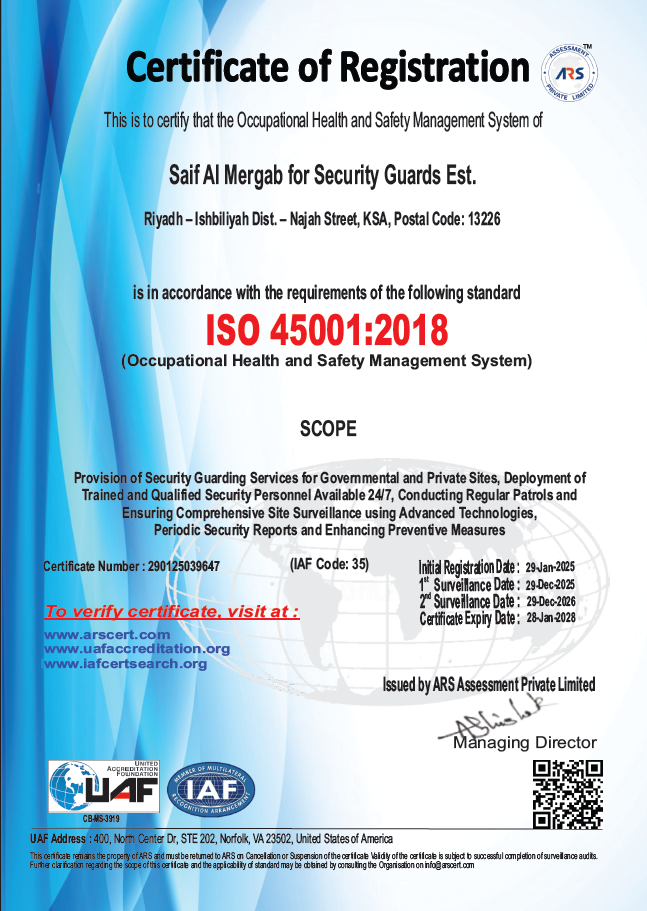 Certificate of Registration
ASSESSMENT
ARS
TM
PRIVATE LIMITED
This is to certify that the Occupational Health and Safety Management System of
Saif Al Mergab for Security Guards Est.
Riyadh – Ishbiliyah Dist. – Najah Street, KSA, Postal Code: 13226
is in accordance with the requirements of the following standard
ISO 45001:2018
(Occupational Health and Safety Management System)
SCOPE
Provision of Security Guarding Services for Governmental and Private Sites, Deployment of
Trained and Qualified Security Personnel Available 24/7, Conducting Regular Patrols and
Ensuring Comprehensive Site Surveillance using Advanced Technologies,
Periodic Security Reports and Enhancing Preventive Measures
Certificate Number : 290125039647
(IAF Code: 35)
Initial Registration Date : 29-Jan-2025
1st Surveillance Date : 29-Dec-2025
2nd Surveillance Date : 29-Dec-2026
Certificate Expiry Date : 28-Jan-2028
To verify certificate, visit at :
www.arscert.com
www.uafaccreditation.org
www.iafcertsearch.org
Issued by ARS Assessment Private Limited
Abhishek
Managing Director
UNITED
ACCREDITATION
FOUNDATION
UAF
CB-MS-3919
MEMBER OF MULTILATERAL
IAF
RECOGNITION ARRANGEMENT
UAF Address : 400, North Center Dr, STE 202, Norfolk, VA 23502, United States of America
This certificate remains the property of ARS and must be returned to ARS on Cancellation or Suspension of the certificate Validity of the certificate is subject to successful completion of surveillance audits.
Further clarification regarding the scope of this certificate and the applicability of standard may be obtained by consulting the Organisation on info@arscert.com